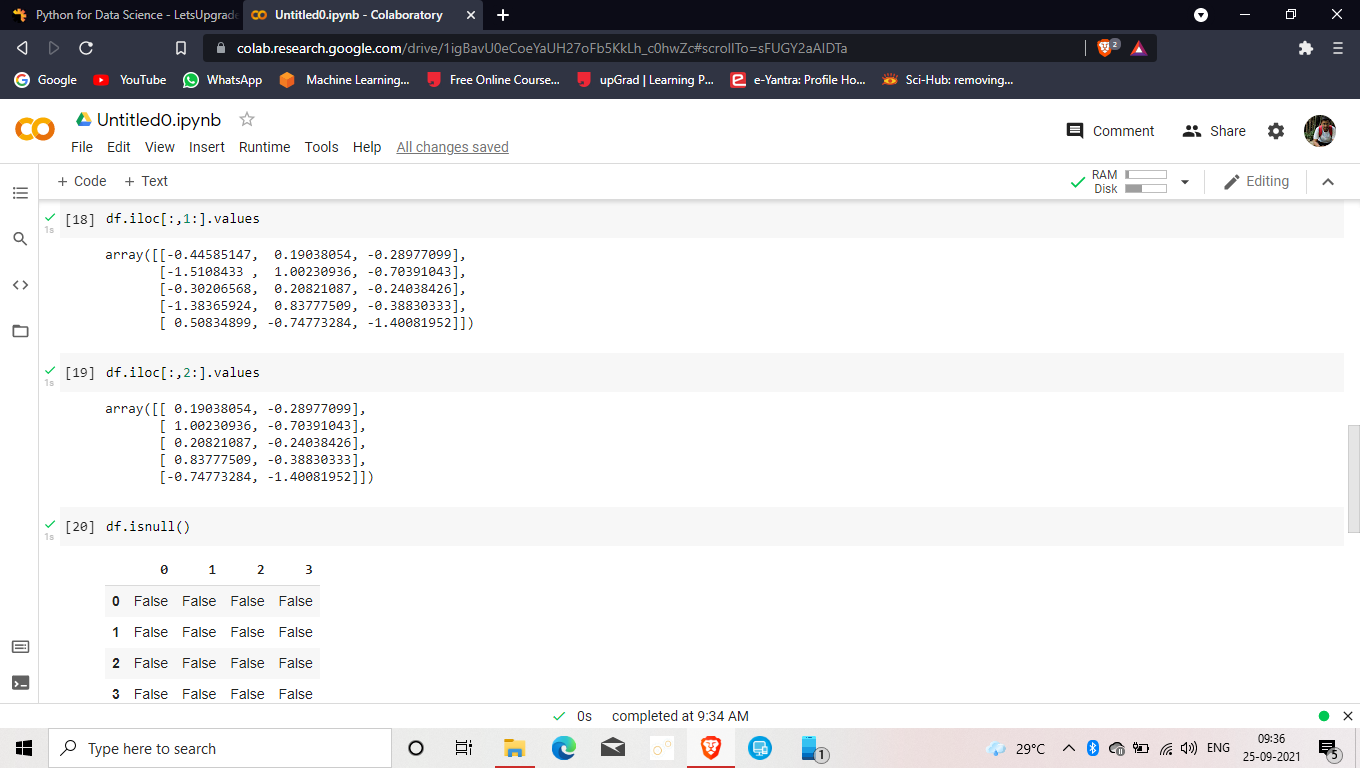 Python for Data Science - LetsUpgrade
Untitled0.ipynb - Colaboratory
colab.research.google.com/drive/1igBavU0eCoeYaUH27oFb5KkLh_c0hwZc#scrollTo=sFUGY2aAIDTa
2
Google YouTube WhatsApp Machine Learning... Free Online Course... upGrad | Learning P... e-Yantra: Profile Ho... Sci-Hub: removing...
Untitled0.ipynb
Comment Share
File Edit View Insert Runtime Tools Help All changes saved
+ Code + Text
RAM
Disk
Editing
[18] df.iloc[:,1:].values
1s
array([[-0.44585147,  0.19038054, -0.28977099],
[-1.5108433 ,  1.00230936, -0.70391043],
[-0.30206568,  0.20821087, -0.24038426],
[-1.38365924,  0.83777509, -0.38830333],
[ 0.50834899, -0.74773284, -1.40081952]])
[19] df.iloc[:,2:].values
1s
array([[ 0.19038054, -0.28977099],
[ 1.00230936, -0.70391043],
[ 0.20821087, -0.24038426],
[ 0.83777509, -0.38830333],
[-0.74773284, -1.40081952]])
[20] df.isnull()
1s
0 1 2 3
0 False False False False
1 False False False False
2 False False False False
3 False False False False
0s completed at 9:34 AM
Type here to search
1
29°C
ENG
09:36
25-09-2021
5